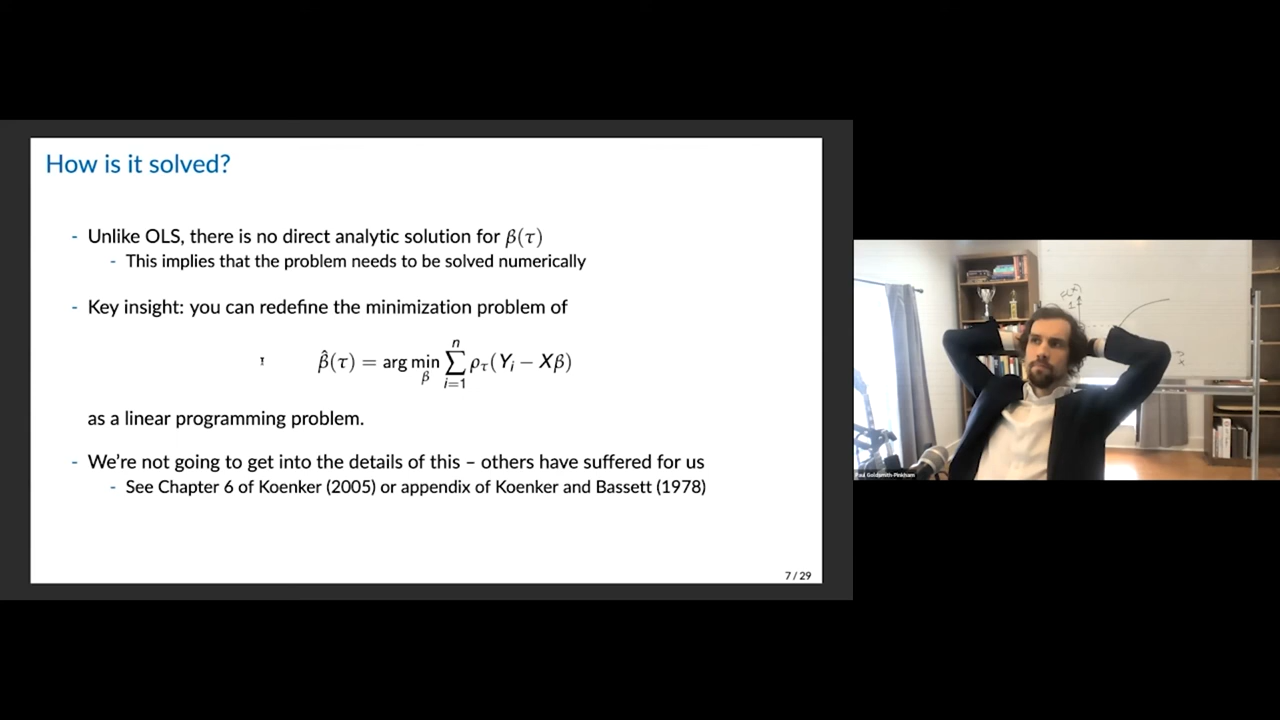 How is it solved?
- Unlike OLS, there is no direct analytic solution for β(τ)
- This implies that the problem needs to be solved numerically
- Key insight: you can redefine the minimization problem of
β̂(τ) = arg min_β ∑_{i=1}^{n} ρ_τ(Y_i − Xβ)
as a linear programming problem.
- We're not going to get into the details of this – others have suffered for us
- See Chapter 6 of Koenker (2005) or appendix of Koenker and Bassett (1978)
7 / 29
Paul Goldsmith-Pinkham